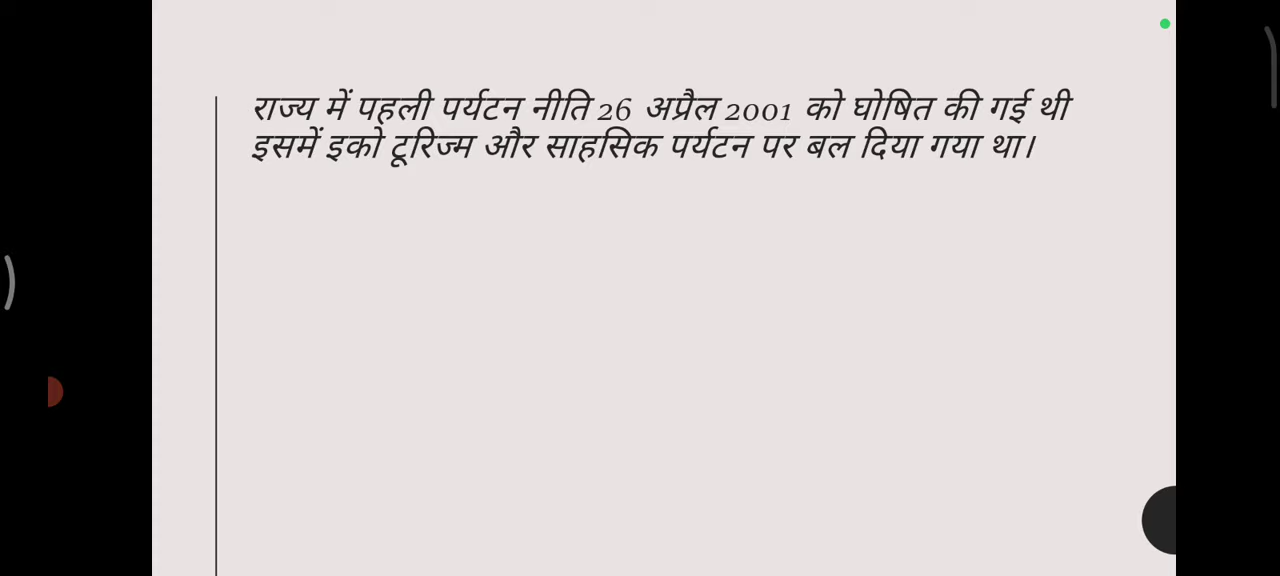 राज्य में पहली पर्यटन नीति 26 अप्रैल 2001 को घोषित की गई थी
इसमें इको टूरिज्म और साहसिक पर्यटन पर बल दिया गया था।